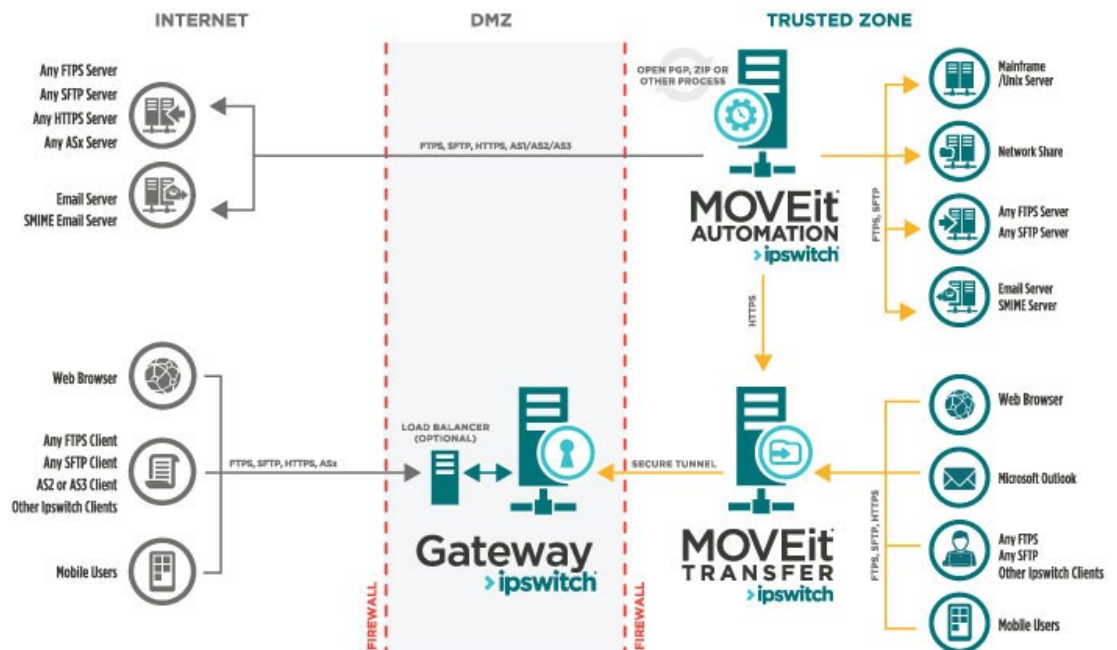 INTERNET
DMZ
TRUSTED ZONE
Any FTPS Server
Any SFTP Server
Any HTTPS Server
Any ASx Server
Email Server
SMIME Email Server
FTPS, SFTP, HTTPS, AS1/AS2/AS3
OPEN PGP, ZIP OR
OTHER PROCESS
MOVEit
AUTOMATION
ipswitch
FTPS, SFTP
Mainframe
/Unix Server
Network Share
Any FTPS Server
Any SFTP Server
Email Server
SMIME Server
HTTPS
Web Browser
Any FTPS Client
Any SFTP Client
AS2 or AS3 Client
Other Ipswitch Clients
Mobile Users
FTPS, SFTP, HTTPS, ASx
LOAD BALANCER
(OPTIONAL)
Gateway
ipswitch
FIREWALL
FIREWALL
SECURE TUNNEL
MOVEit
TRANSFER
ipswitch
FTPS, SFTP, HTTPS
Web Browser
Microsoft Outlook
Any FTPS
Any SFTP
Other Ipswitch Clients
Mobile Users